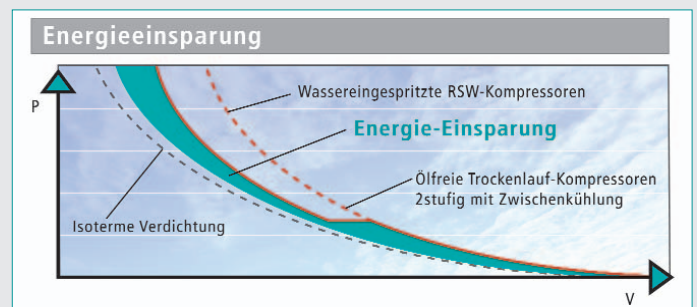 Energieeinsparung
P
Wassereingespritzte RSW-Kompressoren
Energie-Einsparung
Ölfreie Trockenlauf-Kompressoren
2stufig mit Zwischenkühlung
Isoterme Verdichtung
V